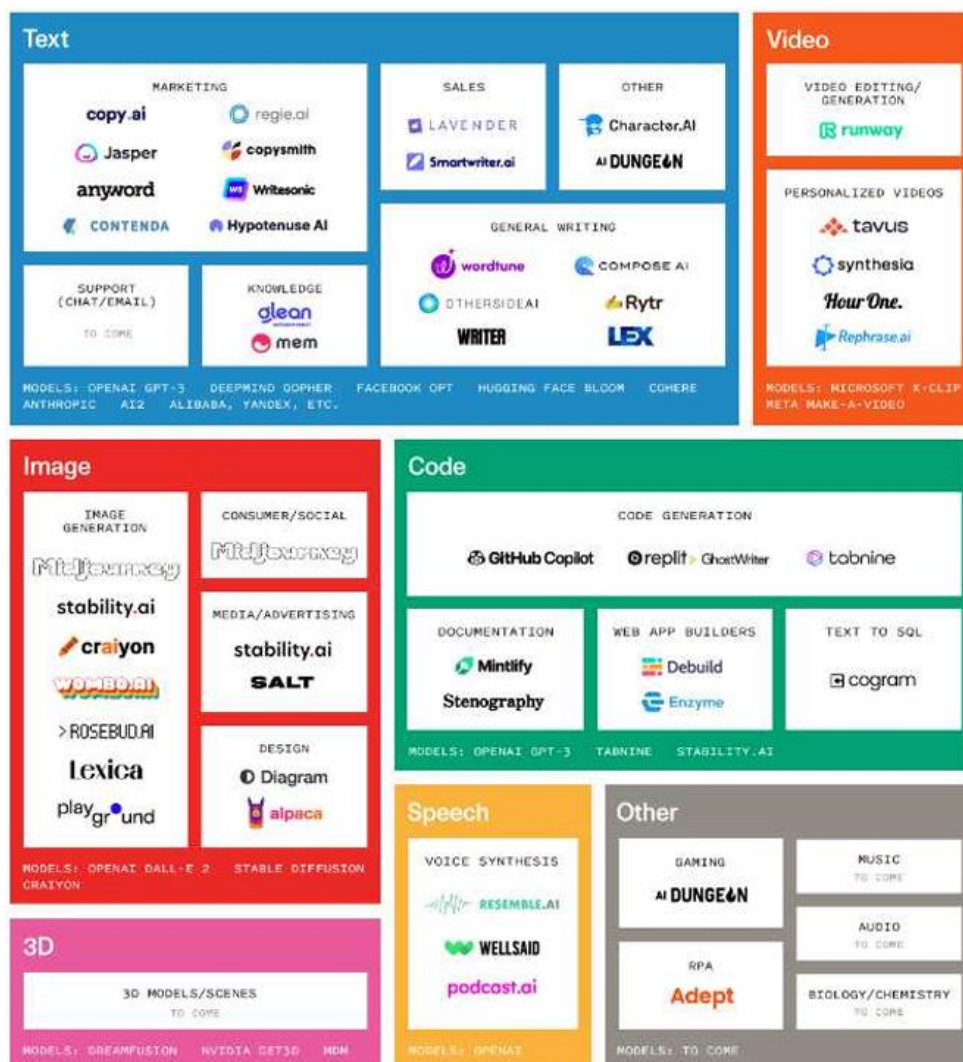 Text
MARKETING
copy.ai
regie.ai
Jasper
copysmith
anyword
Writesonic
CONTENDA
Hypotenuse AI
SUPPORT
(CHAT/EMAIL)
TO COME
KNOWLEDGE
glean
mem
SALES
LAVENDER
Smartwriter.ai
OTHER
Character.AI
AI DUNGEON
GENERAL WRITING
wordtune
COMPOSE AI
OTHERSIDEAI
Rytr
WRITER
LEX
MODELS: OPENAI GPT-3 DEEPMIND GOPHER FACEBOOK OPT HUGGING FACE BLOOM COHERE
ANTHROPIC AI2 ALIBABA, YANDEX, ETC.
Video
VIDEO EDITING/
GENERATION
runway
PERSONALIZED VIDEOS
tavus
synthesia
Hour One.
Rephrase.ai
MODELS: MICROSOFT X-CLIP
META MAKE-A-VIDEO
Image
IMAGE
GENERATION
Midjourney
stability.ai
craiyon
WOMBO.AI
>ROSEBUD.AI
Lexica
playground
CONSUMER/SOCIAL
Midjourney
MEDIA/ADVERTISING
stability.ai
SALT
DESIGN
Diagram
alpaca
MODELS: OPENAI DALL-E 2 STABLE DIFFUSION
CRAIYON
Code
CODE GENERATION
GitHub Copilot
replit> GhostWriter
tabnine
DOCUMENTATION
Mintlify
Stenography
WEB APP BUILDERS
Debuild
Enzyme
TEXT TO SQL
cogram
MODELS: OPENAI GPT-3 TABNINE STABILITY.AI
Speech
VOICE SYNTHESIS
RESEMBLE.AI
WELLSAID
podcast.ai
MODELS: OPENAI
Other
GAMING
AI DUNGEON
RPA
Adept
MUSIC
TO COME
AUDIO
TO COME
BIOLOGY/CHEMISTRY
TO COME
MODELS: TO COME
3D
3D MODELS/SCENES
TO COME
MODELS: DREAMFUSION NVIDIA GET3D MDM